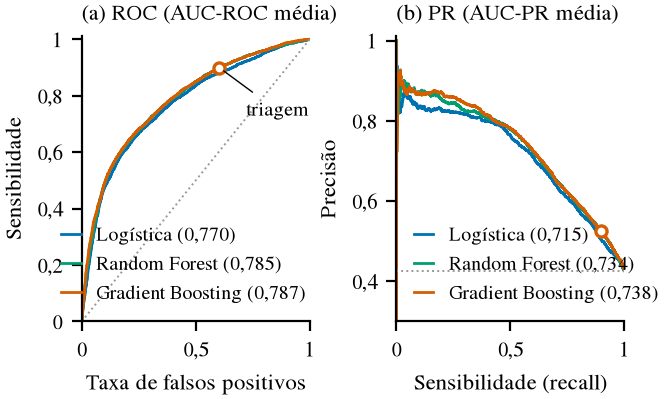 (a) ROC (AUC-ROC média)
Sensibilidade
1
0,8
0,6
0,4
0,2
0
triagem
Logística (0,770)
Random Forest (0,785)
Gradient Boosting (0,787)
0
0,5
1
Taxa de falsos positivos
(b) PR (AUC-PR média)
Precisão
1
0,8
0,6
0,4
Logística (0,715)
Random Forest (0,734)
Gradient Boosting (0,738)
0
0,5
1
Sensibilidade (recall)